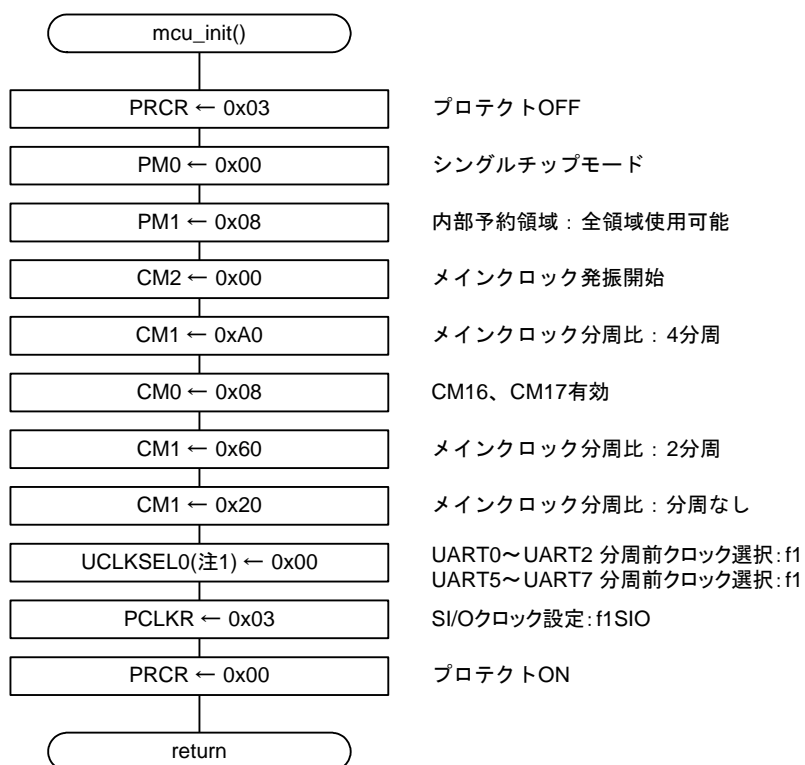 mcu_init()
PRCR ← 0x03 プロテクトOFF
PM0 ← 0x00 シングルチップモード
PM1 ← 0x08 内部予約領域：全領域使用可能
CM2 ← 0x00 メインクロック発振開始
CM1 ← 0xA0 メインクロック分周比：4分周
CM0 ← 0x08 CM16、CM17有効
CM1 ← 0x60 メインクロック分周比：2分周
CM1 ← 0x20 メインクロック分周比：分周なし
UCLKSEL0(注1) ← 0x00 UART0～UART2 分周前クロック選択：f1
UART5～UART7 分周前クロック選択：f1
PCLKR ← 0x03 SI/Oクロック設定：f1SIO
PRCR ← 0x00 プロテクトON
return